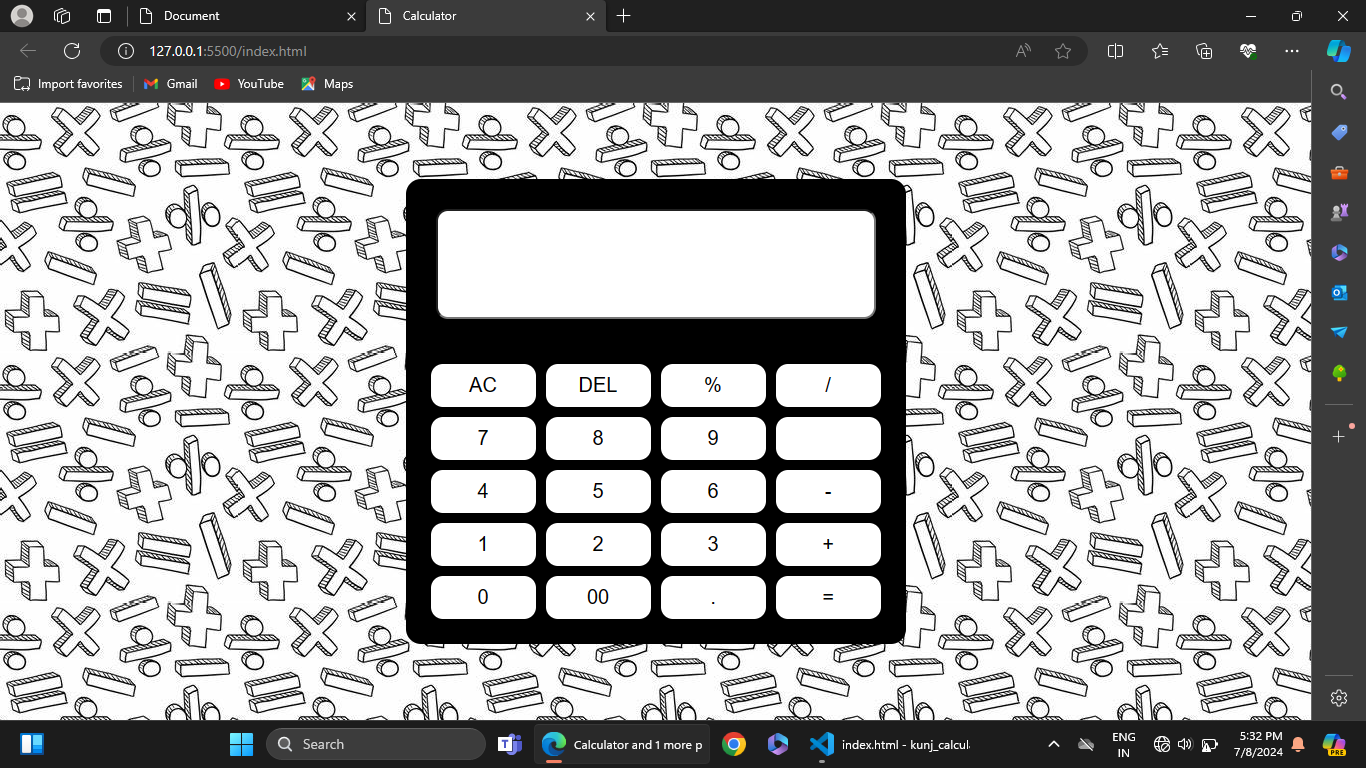 Document
Calculator
127.0.0.1:5500/index.html
Import favorites
Gmail
YouTube
Maps
AC DEL % /
7 8 9
4 5 6 -
1 2 3 +
0 00 . =
Search
Calculator and 1 more p
index.html - kunj_calcul
ENG
IN
5:32 PM
7/8/2024
PRE